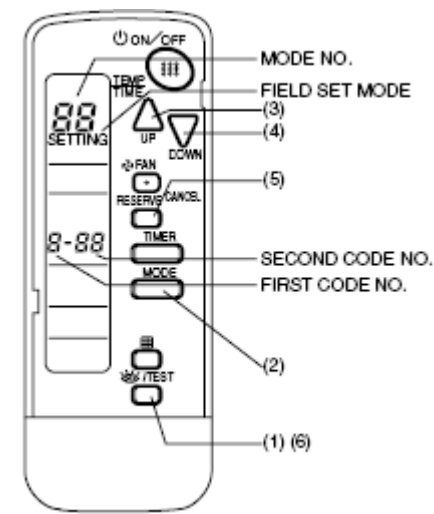 ON/OFF
MODE NO.
TEMP
TIME
FIELD SET MODE
88
(3)
SETTING
UP
(4)
DOWN
FAN
+
(5)
RESERVE CANCEL
TIMER
8-88
SECOND CODE NO.
MODE
FIRST CODE NO.
(2)
/TEST
(1) (6)